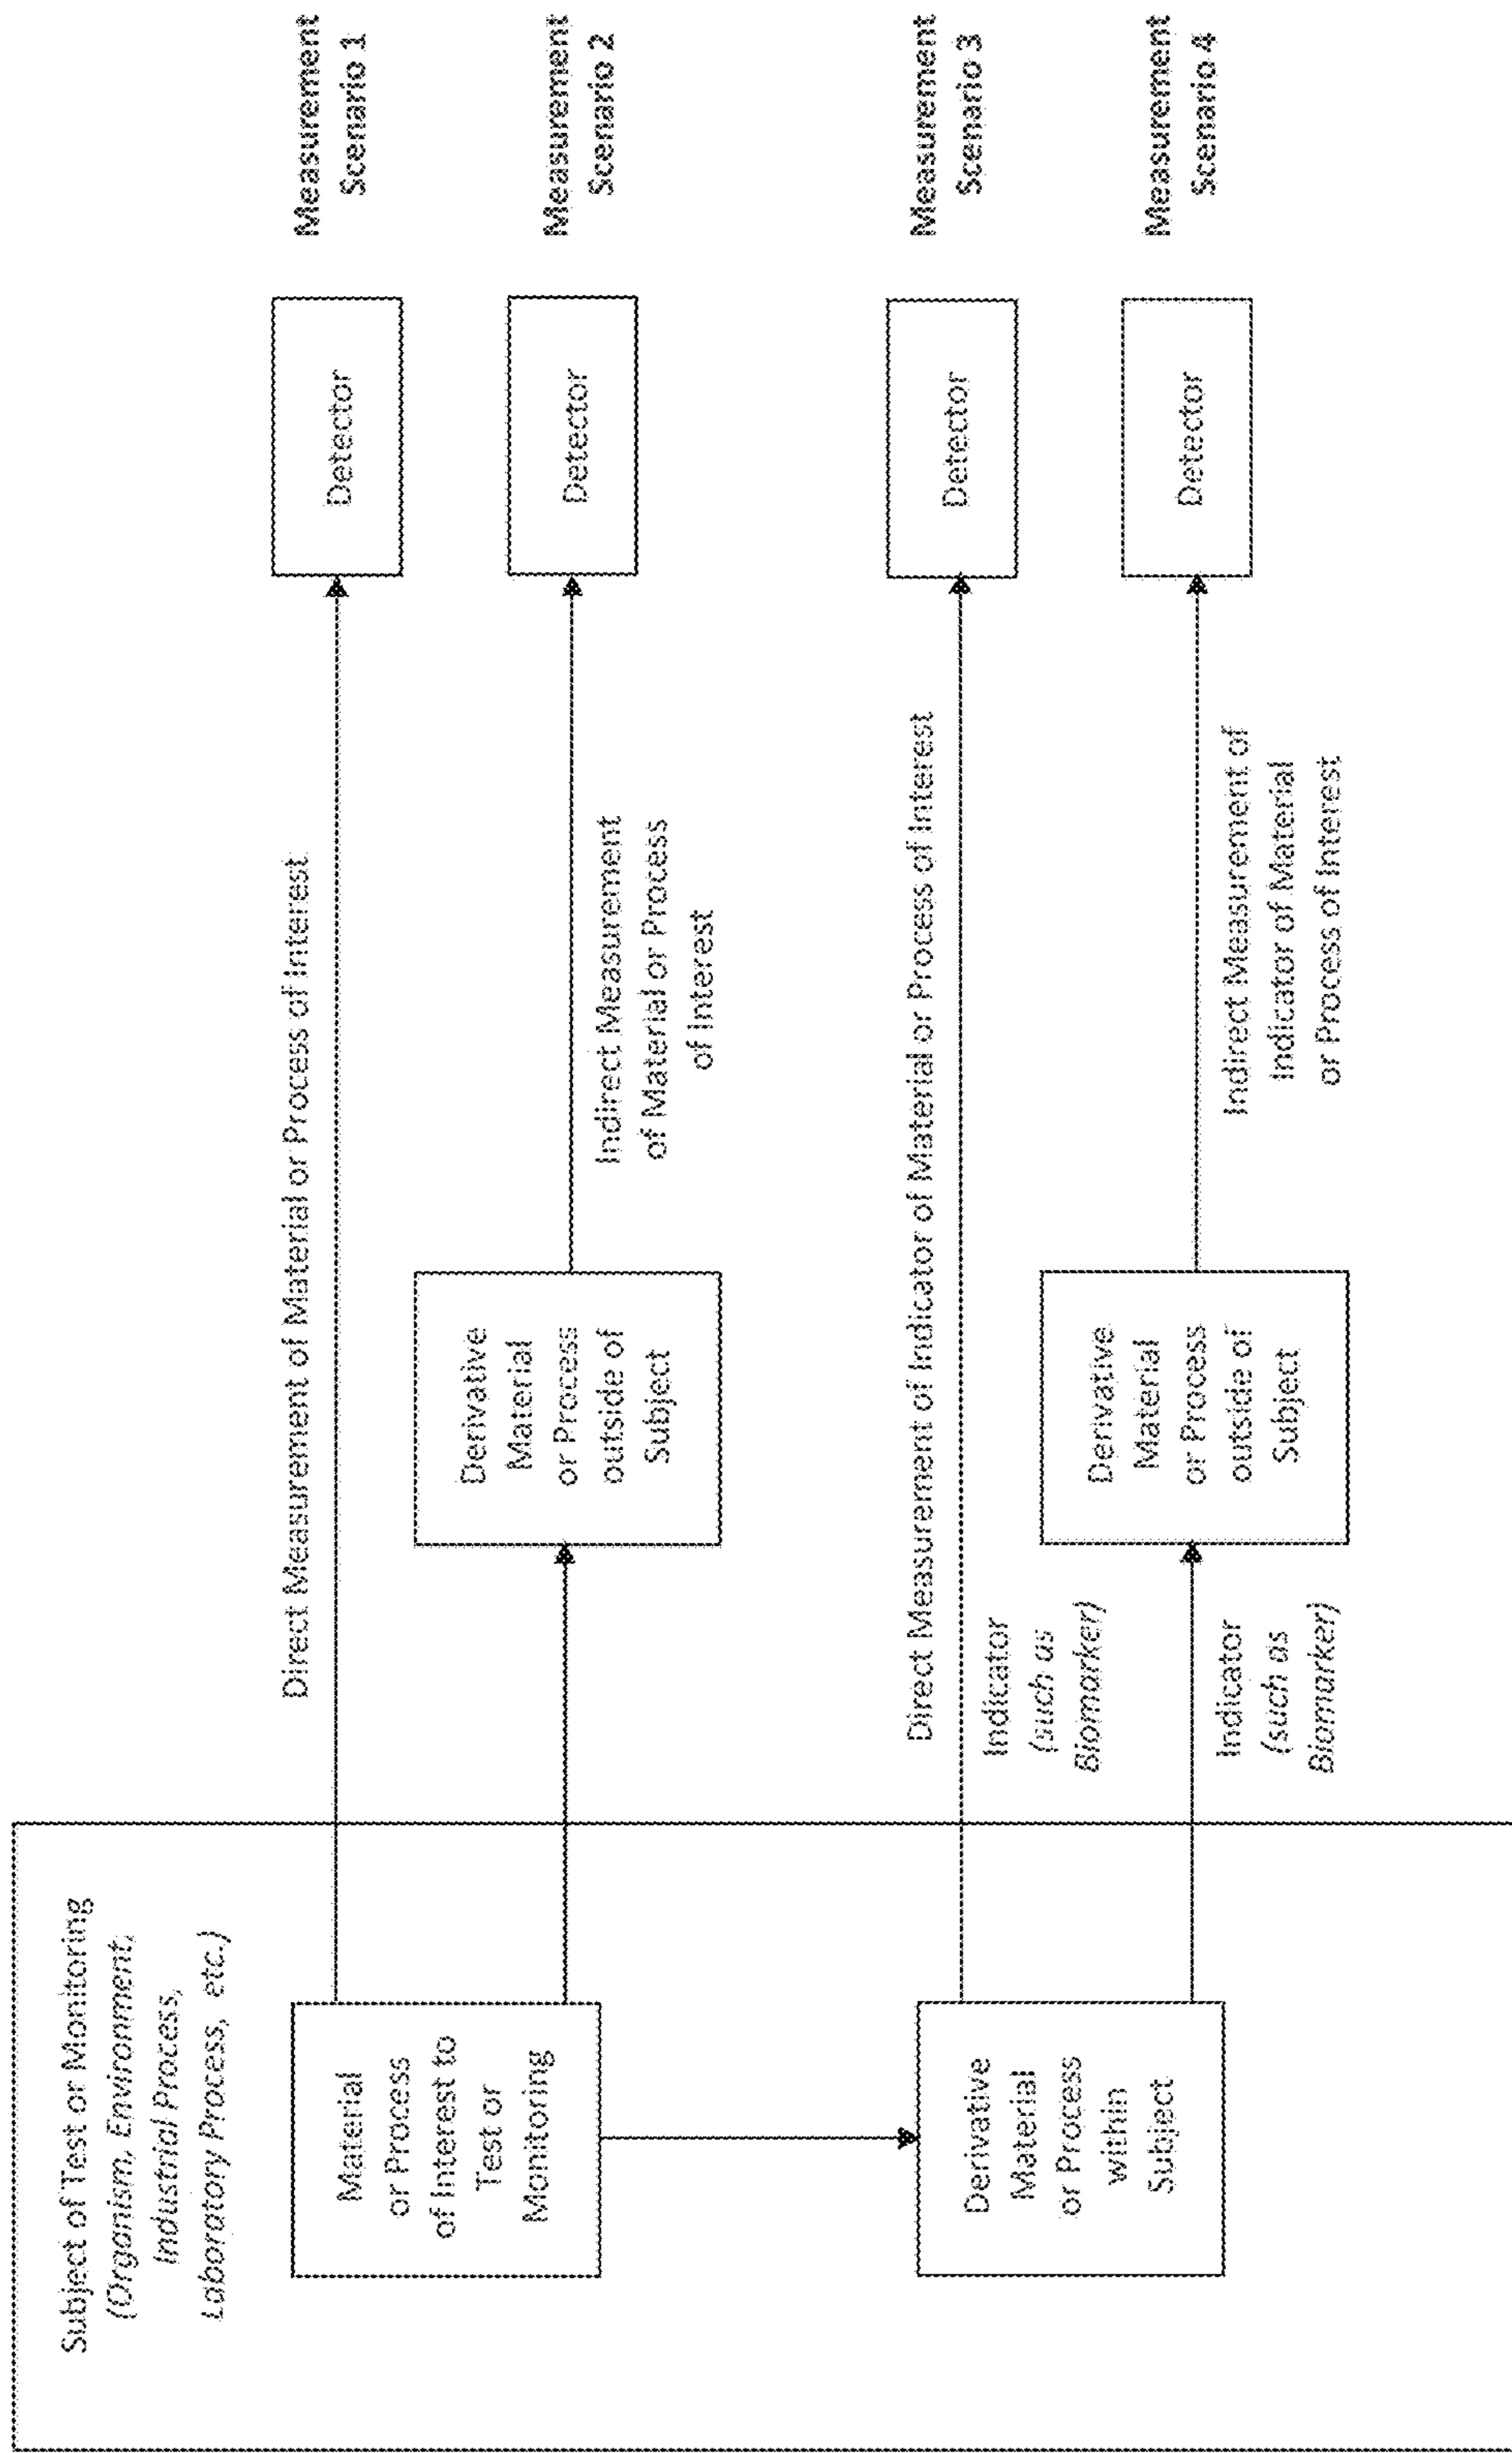 Subject of Test or Monitoring
(Organism, Environment,
Industrial Process,
Laboratory Process, etc.)
Material
or Process
of Interest to
Test or
Monitoring
Direct Measurement of Material or Process of Interest
Detector
Measurement
Scenario 1
Derivative
Material
or Process
outside of
Subject
Indirect Measurement
of Material or Process
of Interest
Detector
Measurement
Scenario 2
Derivative
Material
or Process
within
Subject
Direct Measurement of Indicator of Material or Process of Interest
Indicator
(such as
Biomarker)
Detector
Measurement
Scenario 3
Indicator
(such as
Biomarker)
Derivative
Material
or Process
outside of
Subject
Indirect Measurement of
Indicator of Material
or Process of Interest
Detector
Measurement
Scenario 4